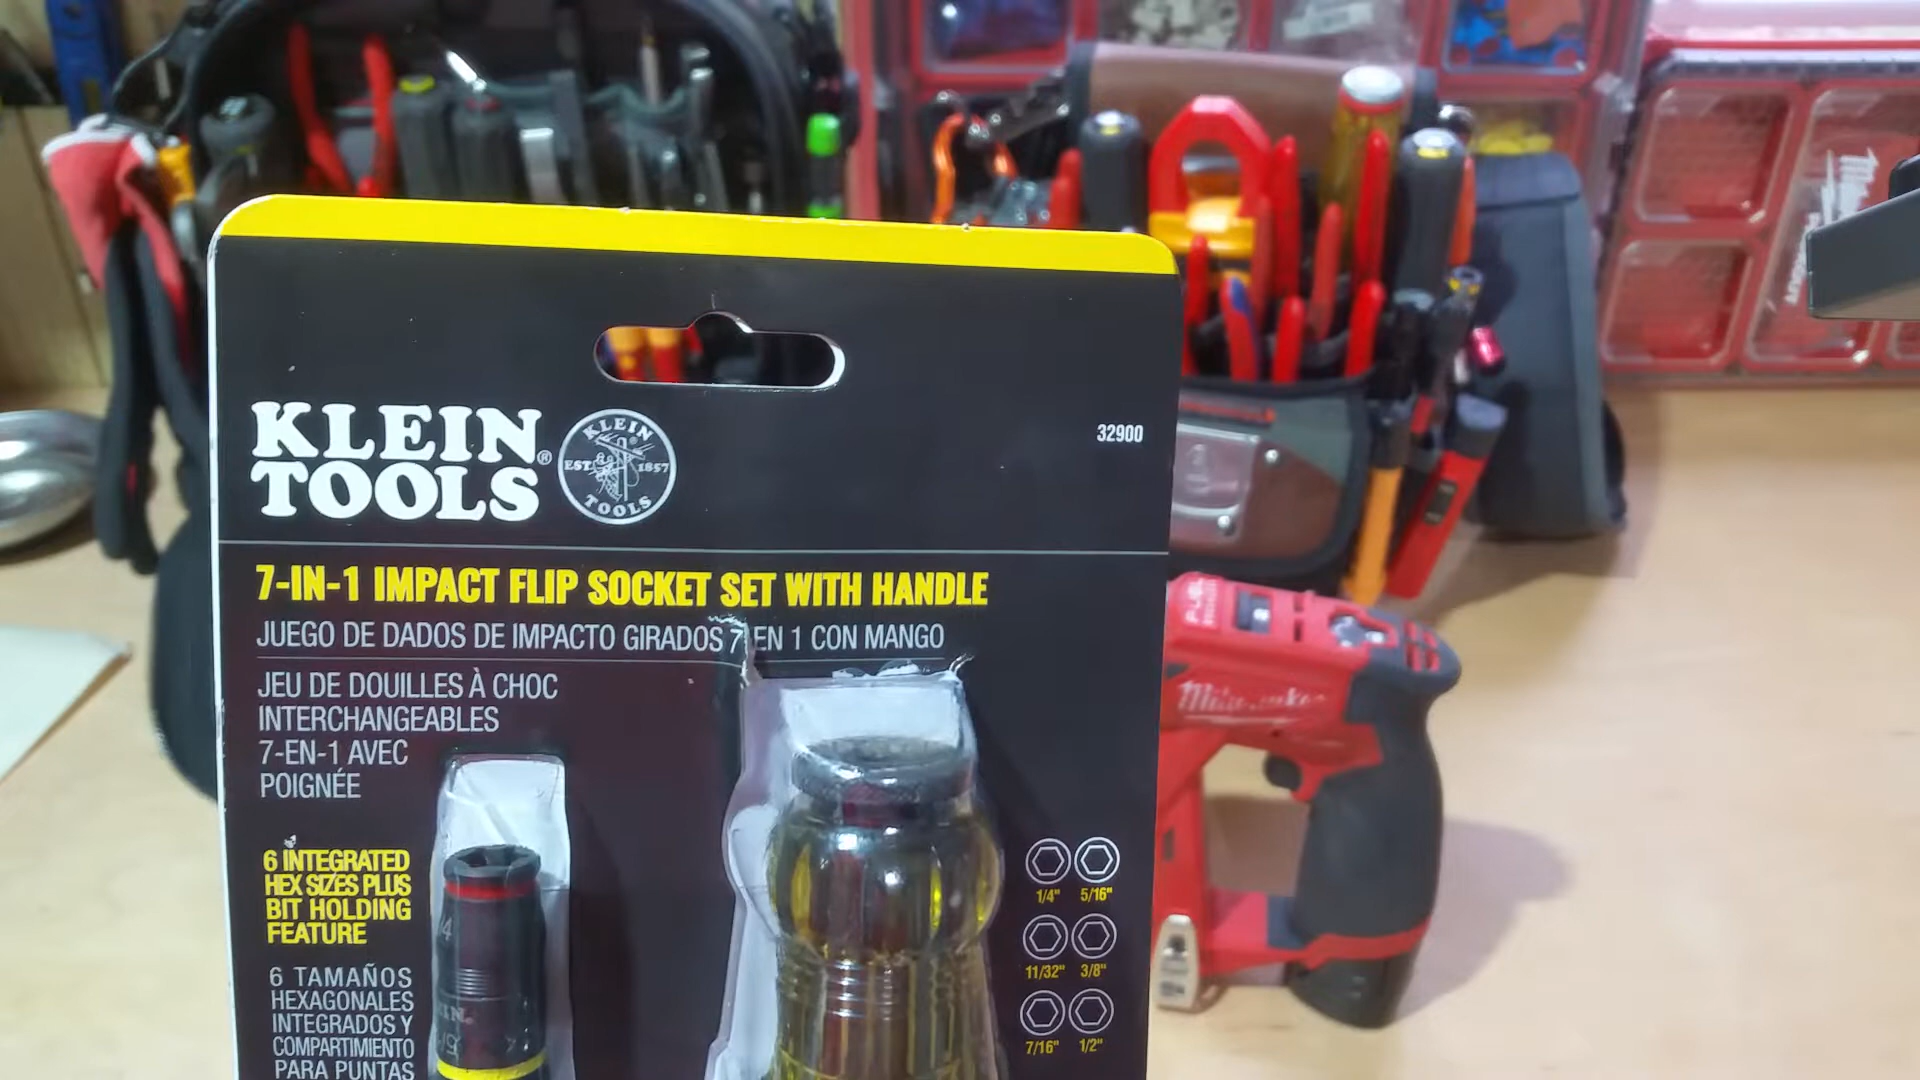 KLEIN
TOOLS®
KLEIN
EST. 1857
TOOLS
32900
7-IN-1 IMPACT FLIP SOCKET SET WITH HANDLE
JUEGO DE DADOS DE IMPACTO GIRADOS 7 EN 1 CON MANGO
JEU DE DOUILLES À CHOC
INTERCHANGEABLES
7-EN-1 AVEC
POIGNÉE
6 INTEGRATED
HEX SIZES PLUS
BIT HOLDING
FEATURE
6 TAMAÑOS
HEXAGONALES
INTEGRADOS Y
COMPARTIMIENTO
PARA PUNTAS
1/4" 5/16"
11/32" 3/8"
7/16" 1/2"
Milwaukee
FUEL